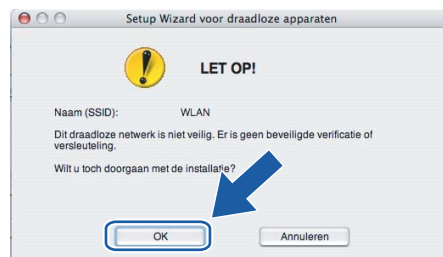 Setup Wizard voor draadloze apparaten
LET OP!
Naam (SSID): WLAN
Dit draadloze netwerk is niet veilig. Er is geen beveiligde verificatie of
versleuteling.
Wilt u toch doorgaan met de installatie?
OK Annuleren